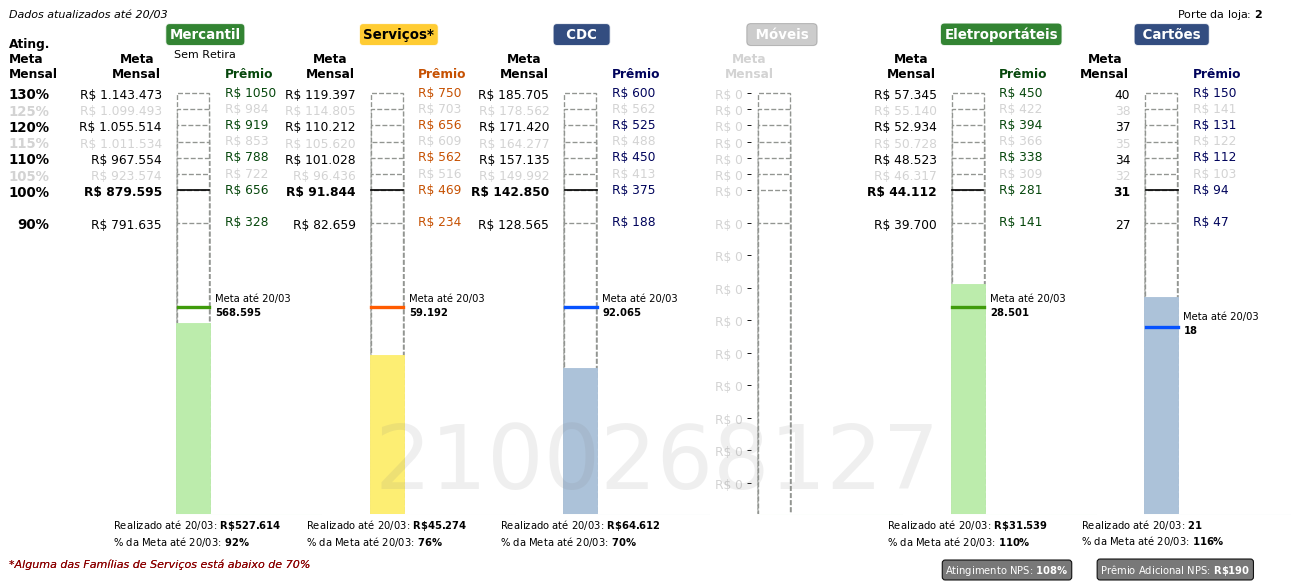 Dados atualizados até 20/03
Porte da loja: 2
Mercantil Serviços* CDC Móveis Eletroportáteis Cartões
Sem Retira
Ating. Meta Mensal
Meta Mensal Prêmio Meta Mensal Prêmio Meta Mensal Prêmio Meta Mensal Meta Mensal Prêmio Meta Mensal Prêmio
130% R$ 1.143.473 R$ 1050 R$ 119.397 R$ 750 R$ 185.705 R$ 600 R$ 0 R$ 57.345 R$ 450 40 R$ 150
125% R$ 1.099.493 R$ 984 R$ 114.805 R$ 703 R$ 178.562 R$ 562 R$ 0 R$ 55.140 R$ 422 38 R$ 141
120% R$ 1.055.514 R$ 919 R$ 110.212 R$ 656 R$ 171.420 R$ 525 R$ 0 R$ 52.934 R$ 394 37 R$ 131
115% R$ 1.011.534 R$ 853 R$ 105.620 R$ 609 R$ 164.277 R$ 488 R$ 0 R$ 50.728 R$ 366 35 R$ 122
110% R$ 967.554 R$ 788 R$ 101.028 R$ 562 R$ 157.135 R$ 450 R$ 0 R$ 48.523 R$ 338 34 R$ 112
105% R$ 923.574 R$ 722 R$ 96.436 R$ 516 R$ 149.992 R$ 413 R$ 0 R$ 46.317 R$ 309 32 R$ 103
100% R$ 879.595 R$ 656 R$ 91.844 R$ 469 R$ 142.850 R$ 375 R$ 0 R$ 44.112 R$ 281 31 R$ 94
90% R$ 791.635 R$ 328 R$ 82.659 R$ 234 R$ 128.565 R$ 188 R$ 0 R$ 39.700 R$ 141 27 R$ 47
R$ 0
R$ 0
Meta até 20/03 Meta até 20/03 Meta até 20/03 Meta até 20/03
568.595 59.192 92.065 28.501
R$ 0
Meta até 20/03
18
R$ 0
R$ 0
R$ 0
R$ 0
R$ 0
2100268127
Realizado até 20/03: R$527.614 Realizado até 20/03: R$45.274 Realizado até 20/03: R$64.612 Realizado até 20/03: R$31.539 Realizado até 20/03: 21
% da Meta até 20/03: 92% % da Meta até 20/03: 76% % da Meta até 20/03: 70% % da Meta até 20/03: 110% % da Meta até 20/03: 116%
*Alguma das Famílias de Serviços está abaixo de 70%
Atingimento NPS: 108% Prêmio Adicional NPS: R$190